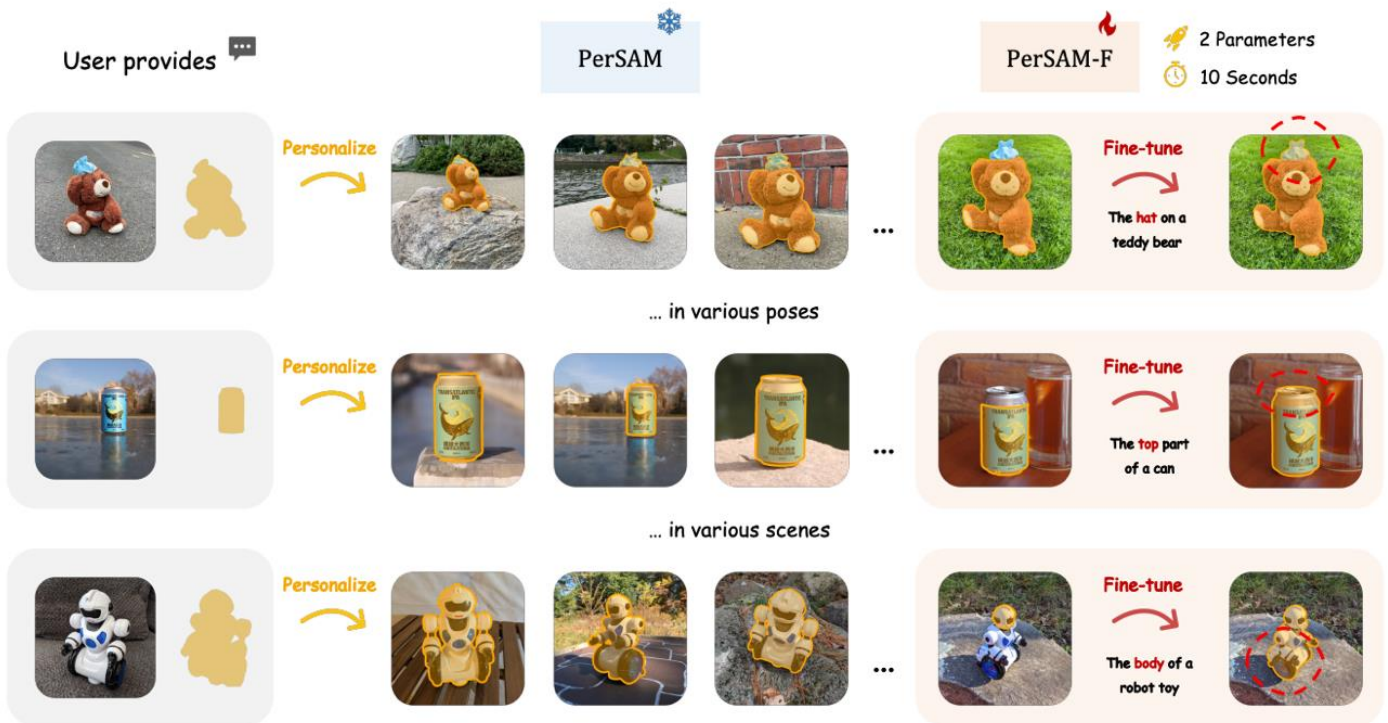 User provides
PerSAM
PerSAM-F
2 Parameters
10 Seconds
Personalize
Fine-tune
The hat on a
teddy bear
...
... in various poses
Personalize
TRANSATLANTIC
IPA
Fine-tune
The top part
of a can
...
... in various scenes
Personalize
Fine-tune
The body of a
robot toy
...